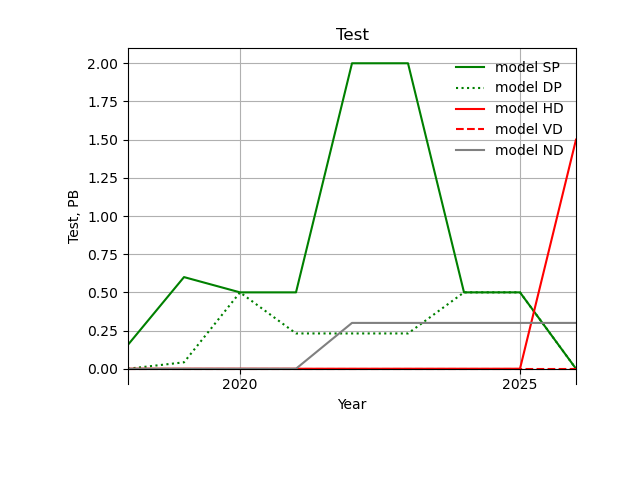 Test
2.00
1.75
1.50
1.25
1.00
0.75
0.50
0.25
0.00
Test, PB
model SP
model DP
model HD
model VD
model ND
2020
2025
Year